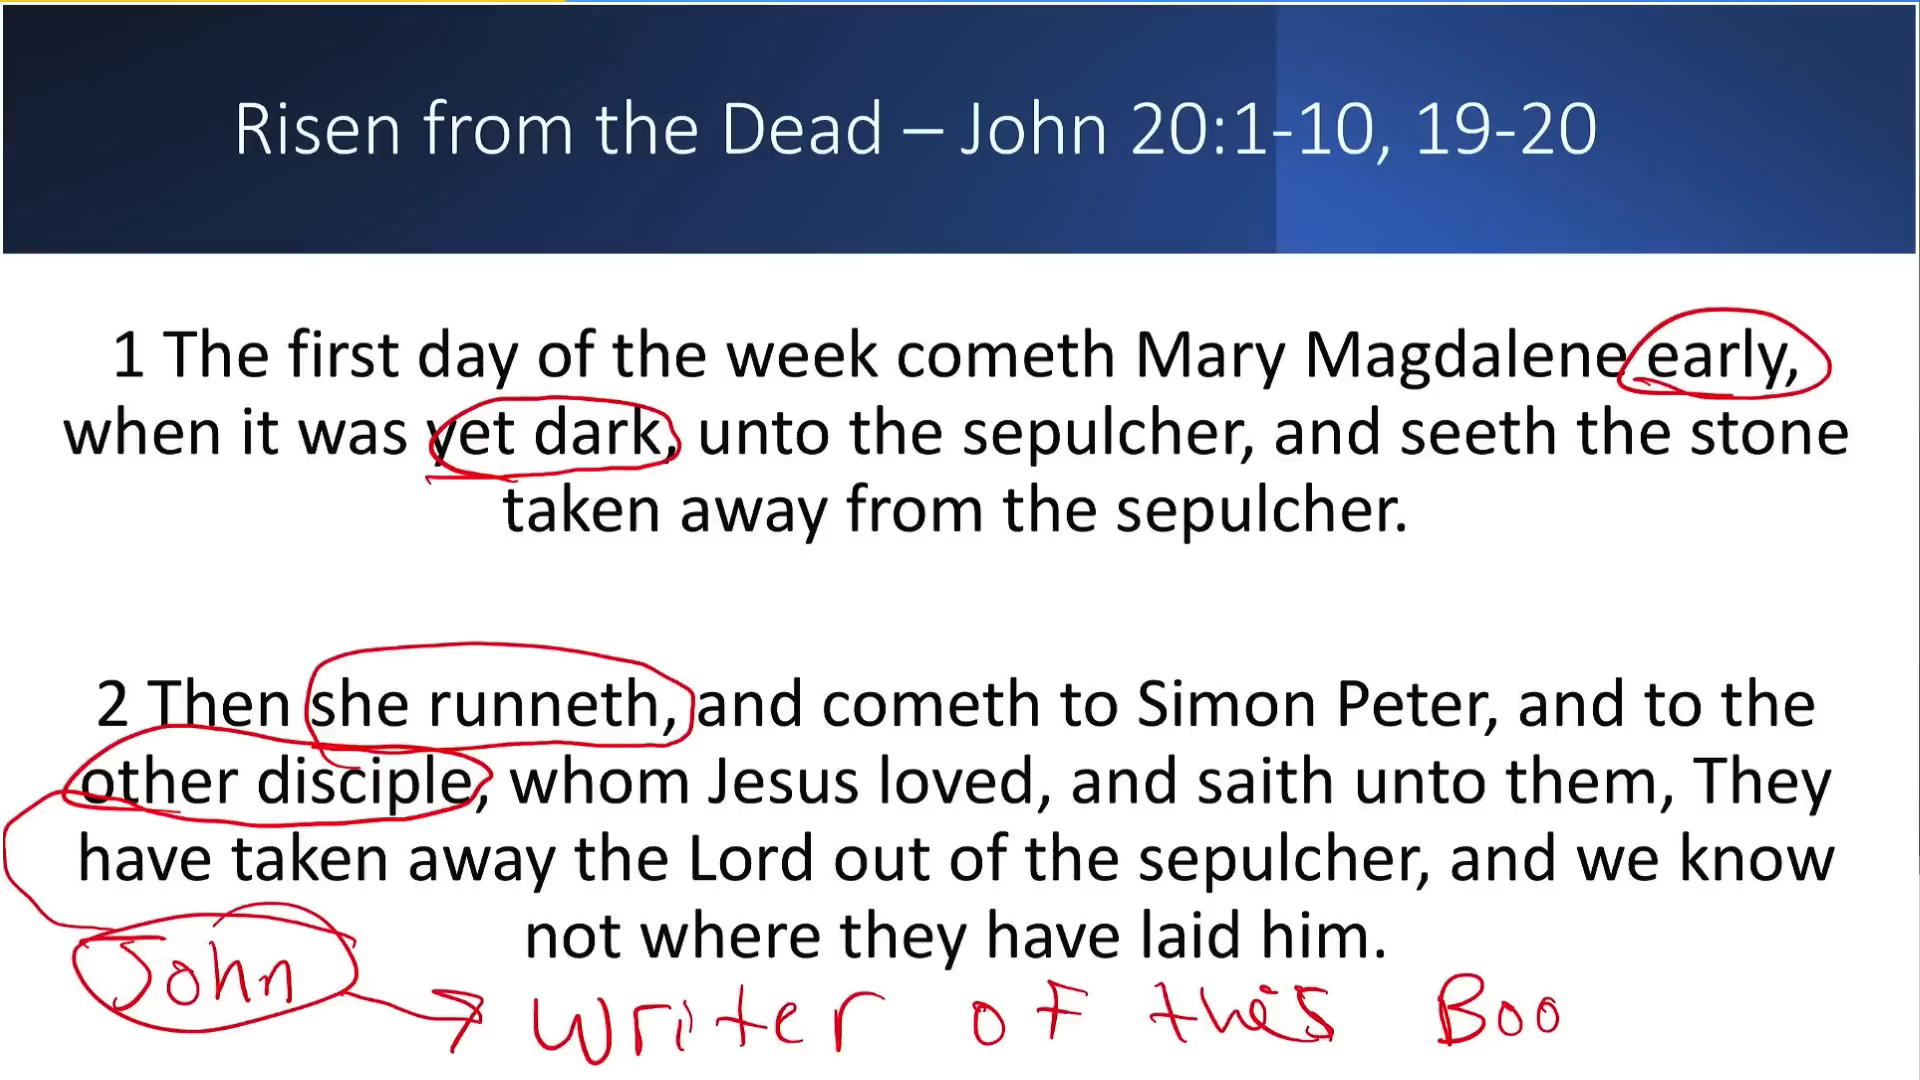 Risen from the Dead – John 20:1-10, 19-20
1 The first day of the week cometh Mary Magdalene early,
when it was yet dark, unto the sepulcher, and seeth the stone
taken away from the sepulcher.
2 Then she runneth, and cometh to Simon Peter, and to the
other disciple, whom Jesus loved, and saith unto them, They
have taken away the Lord out of the sepulcher, and we know
not where they have laid him.
John
Writer of this Boo